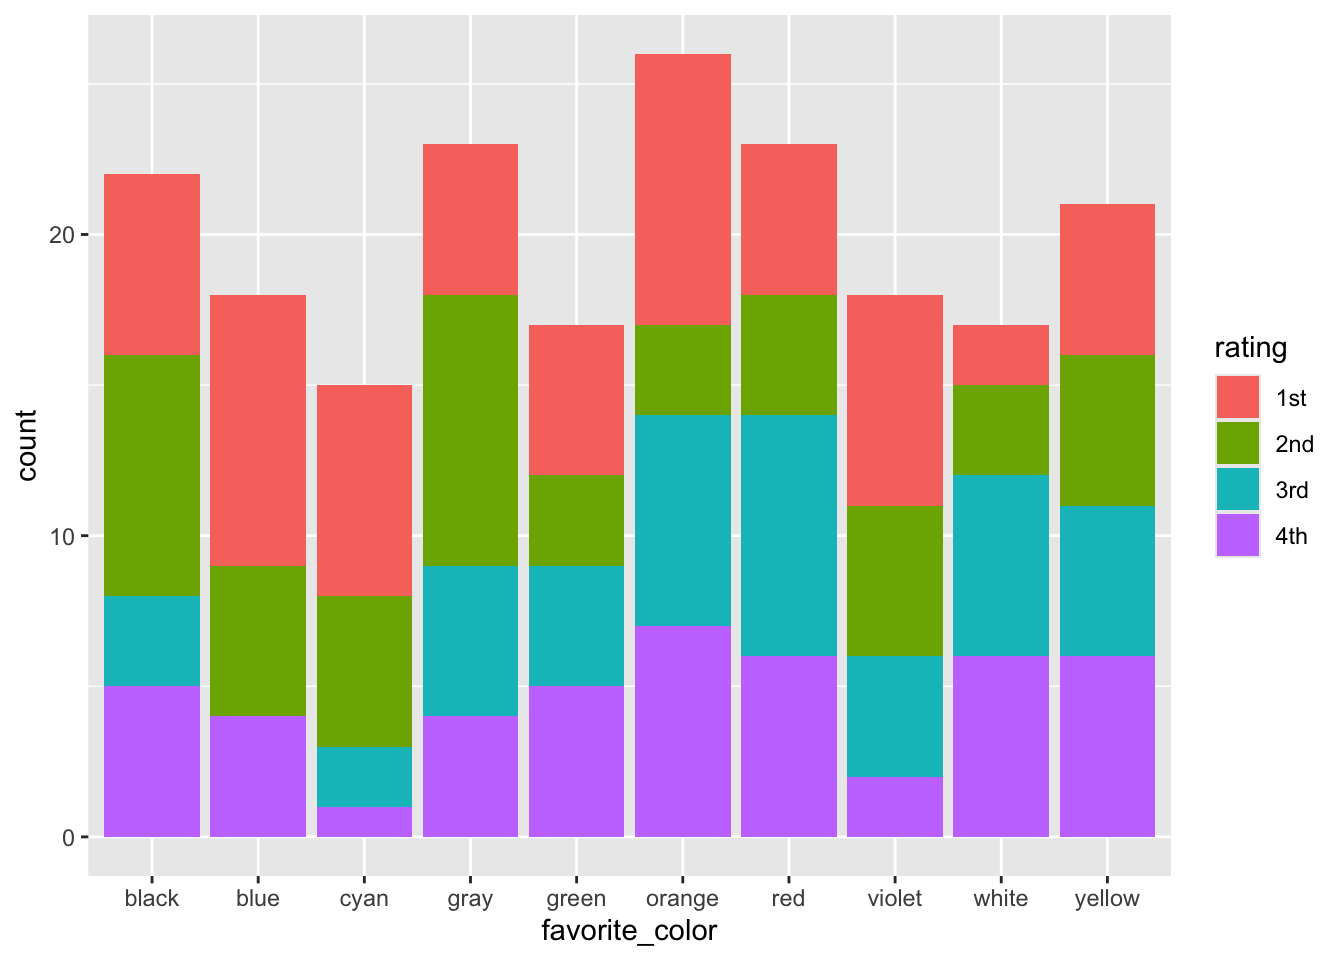 count
20
10
0
black blue cyan gray green orange red violet white yellow
favorite_color
rating
1st
2nd
3rd
4th